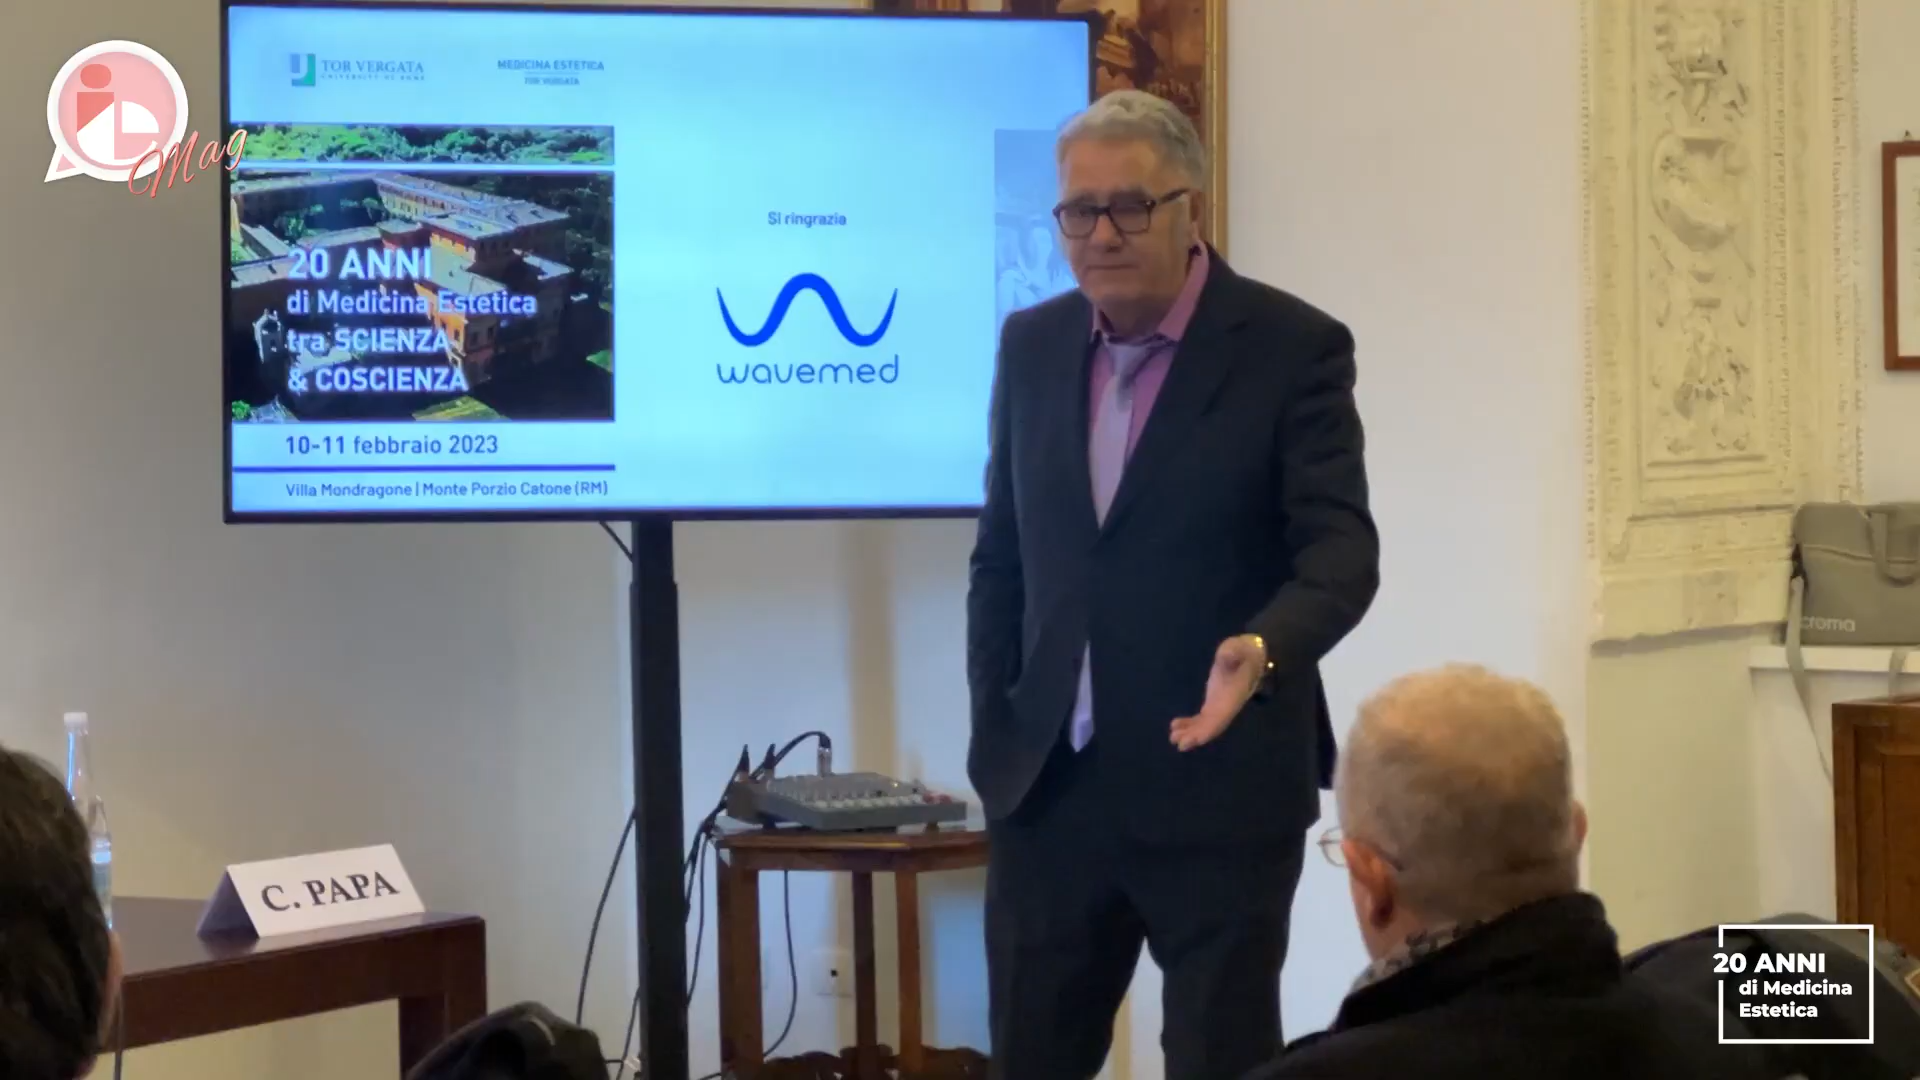 TOR VERGATA
UNIVERSITY OF ROME
MEDICINA ESTETICA
TOR VERGATA
20 ANNI
di Medicina Estetica
tra SCIENZA
& COSCIENZA
10-11 febbraio 2023
Villa Mondragone | Monte Porzio Catone (RM)
Si ringrazia
wavemed
Mag
C. PAPA
croma
20 ANNI
di Medicina
Estetica